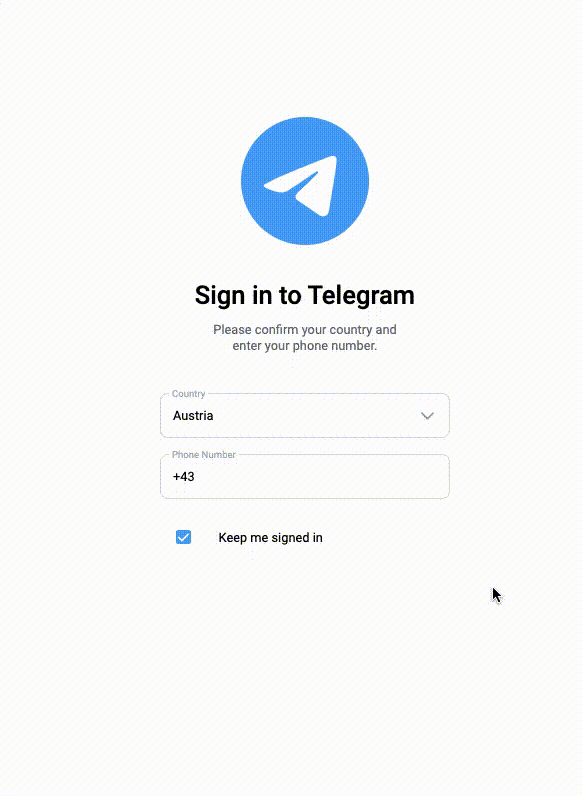 Sign in to Telegram
Please confirm your country and
enter your phone number.
Country
Austria
Phone Number
+43
Keep me signed in